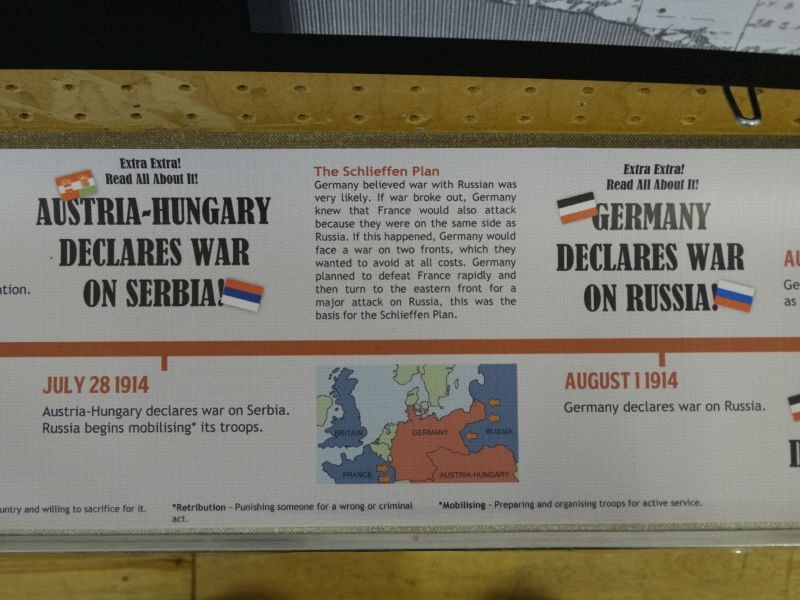 Extra Extra!
Read All About It!
AUSTRIA-HUNGARY
DECLARES WAR
ON SERBIA!
The Schlieffen Plan
Germany believed war with Russian was
very likely. If war broke out, Germany
knew that France would also attack
because they were on the same side as
Russia. If this happened, Germany would
face a war on two fronts, which they
wanted to avoid at all costs. Germany
planned to defeat France rapidly and
then turn to the eastern front for a
major attack on Russia, this was the
basis for the Schlieffen Plan.
Extra Extra!
Read All About It!
GERMANY
DECLARES WAR
ON RUSSIA!
JULY 28 1914
Austria-Hungary declares war on Serbia.
Russia begins mobilising* its troops.
BRITAIN
GERMANY
RUSSIA
FRANCE
AUSTRIA-HUNGARY
AUGUST 1 1914
Germany declares war on Russia.
as
and willing to sacrifice for it.
*Retribution - Punishing someone for a wrong or criminal
act.
*Mobilising - Preparing and organising troops for active service.